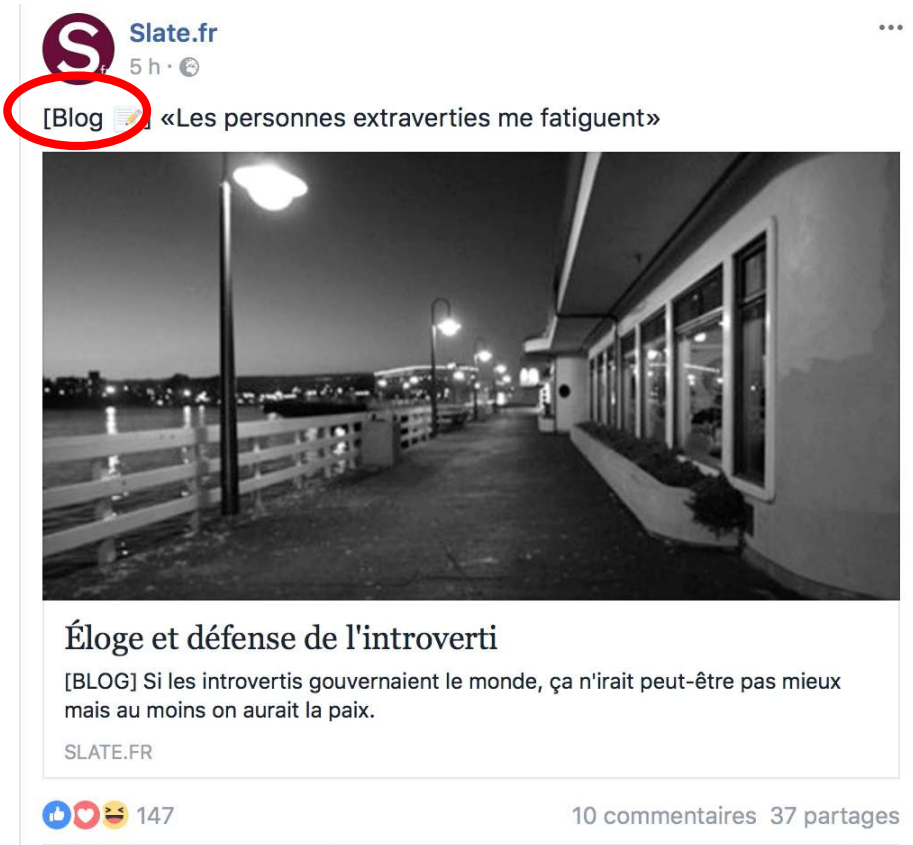 Slate.fr
5 h ·
[Blog 📝] «Les personnes extraverties me fatiguent»
Éloge et défense de l'introverti
[BLOG] Si les introvertis gouvernaient le monde, ça n'irait peut-être pas mieux
mais au moins on aurait la paix.
SLATE.FR
147
10 commentaires 37 partages